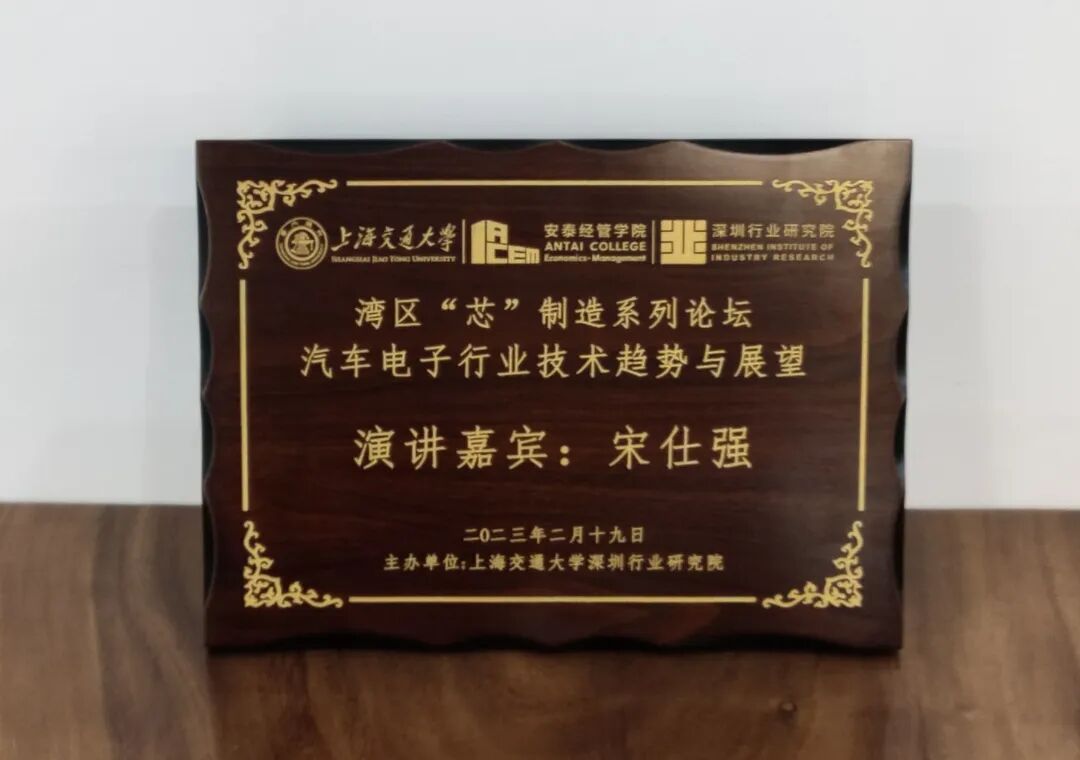 上海交通大学
SHANGHAI JIAO TONG UNIVERSITY
ACEM
安泰经管学院
ANTAI COLLEGE
Economics & Management
深圳行业研究院
SHENZHEN INSTITUTE OF
INDUSTRY RESEARCH
湾区“芯”制造系列论坛
汽车电子行业技术趋势与展望
演讲嘉宾：宋仕强
二0二三年二月十九日
主办单位:上海交通大学深圳行业研究院